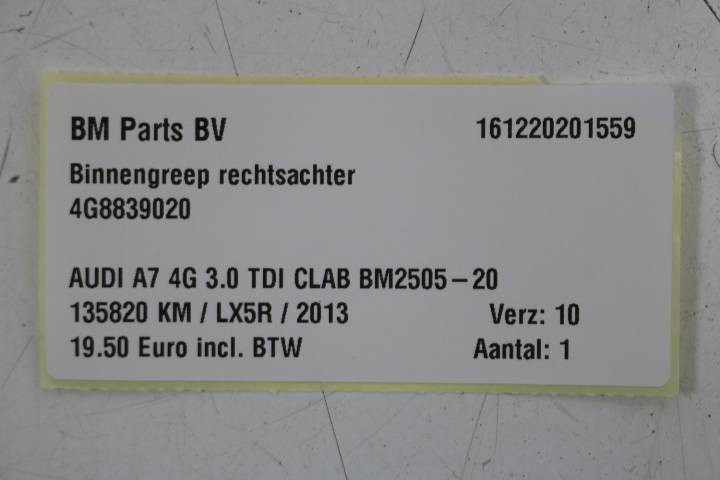 BM Parts BV 161220201559
Binnengreep rechtsachter
4G8839020
AUDI A7 4G 3.0 TDI CLAB BM2505-20
135820 KM / LX5R / 2013 Verz: 10
19.50 Euro incl. BTW Aantal: 1